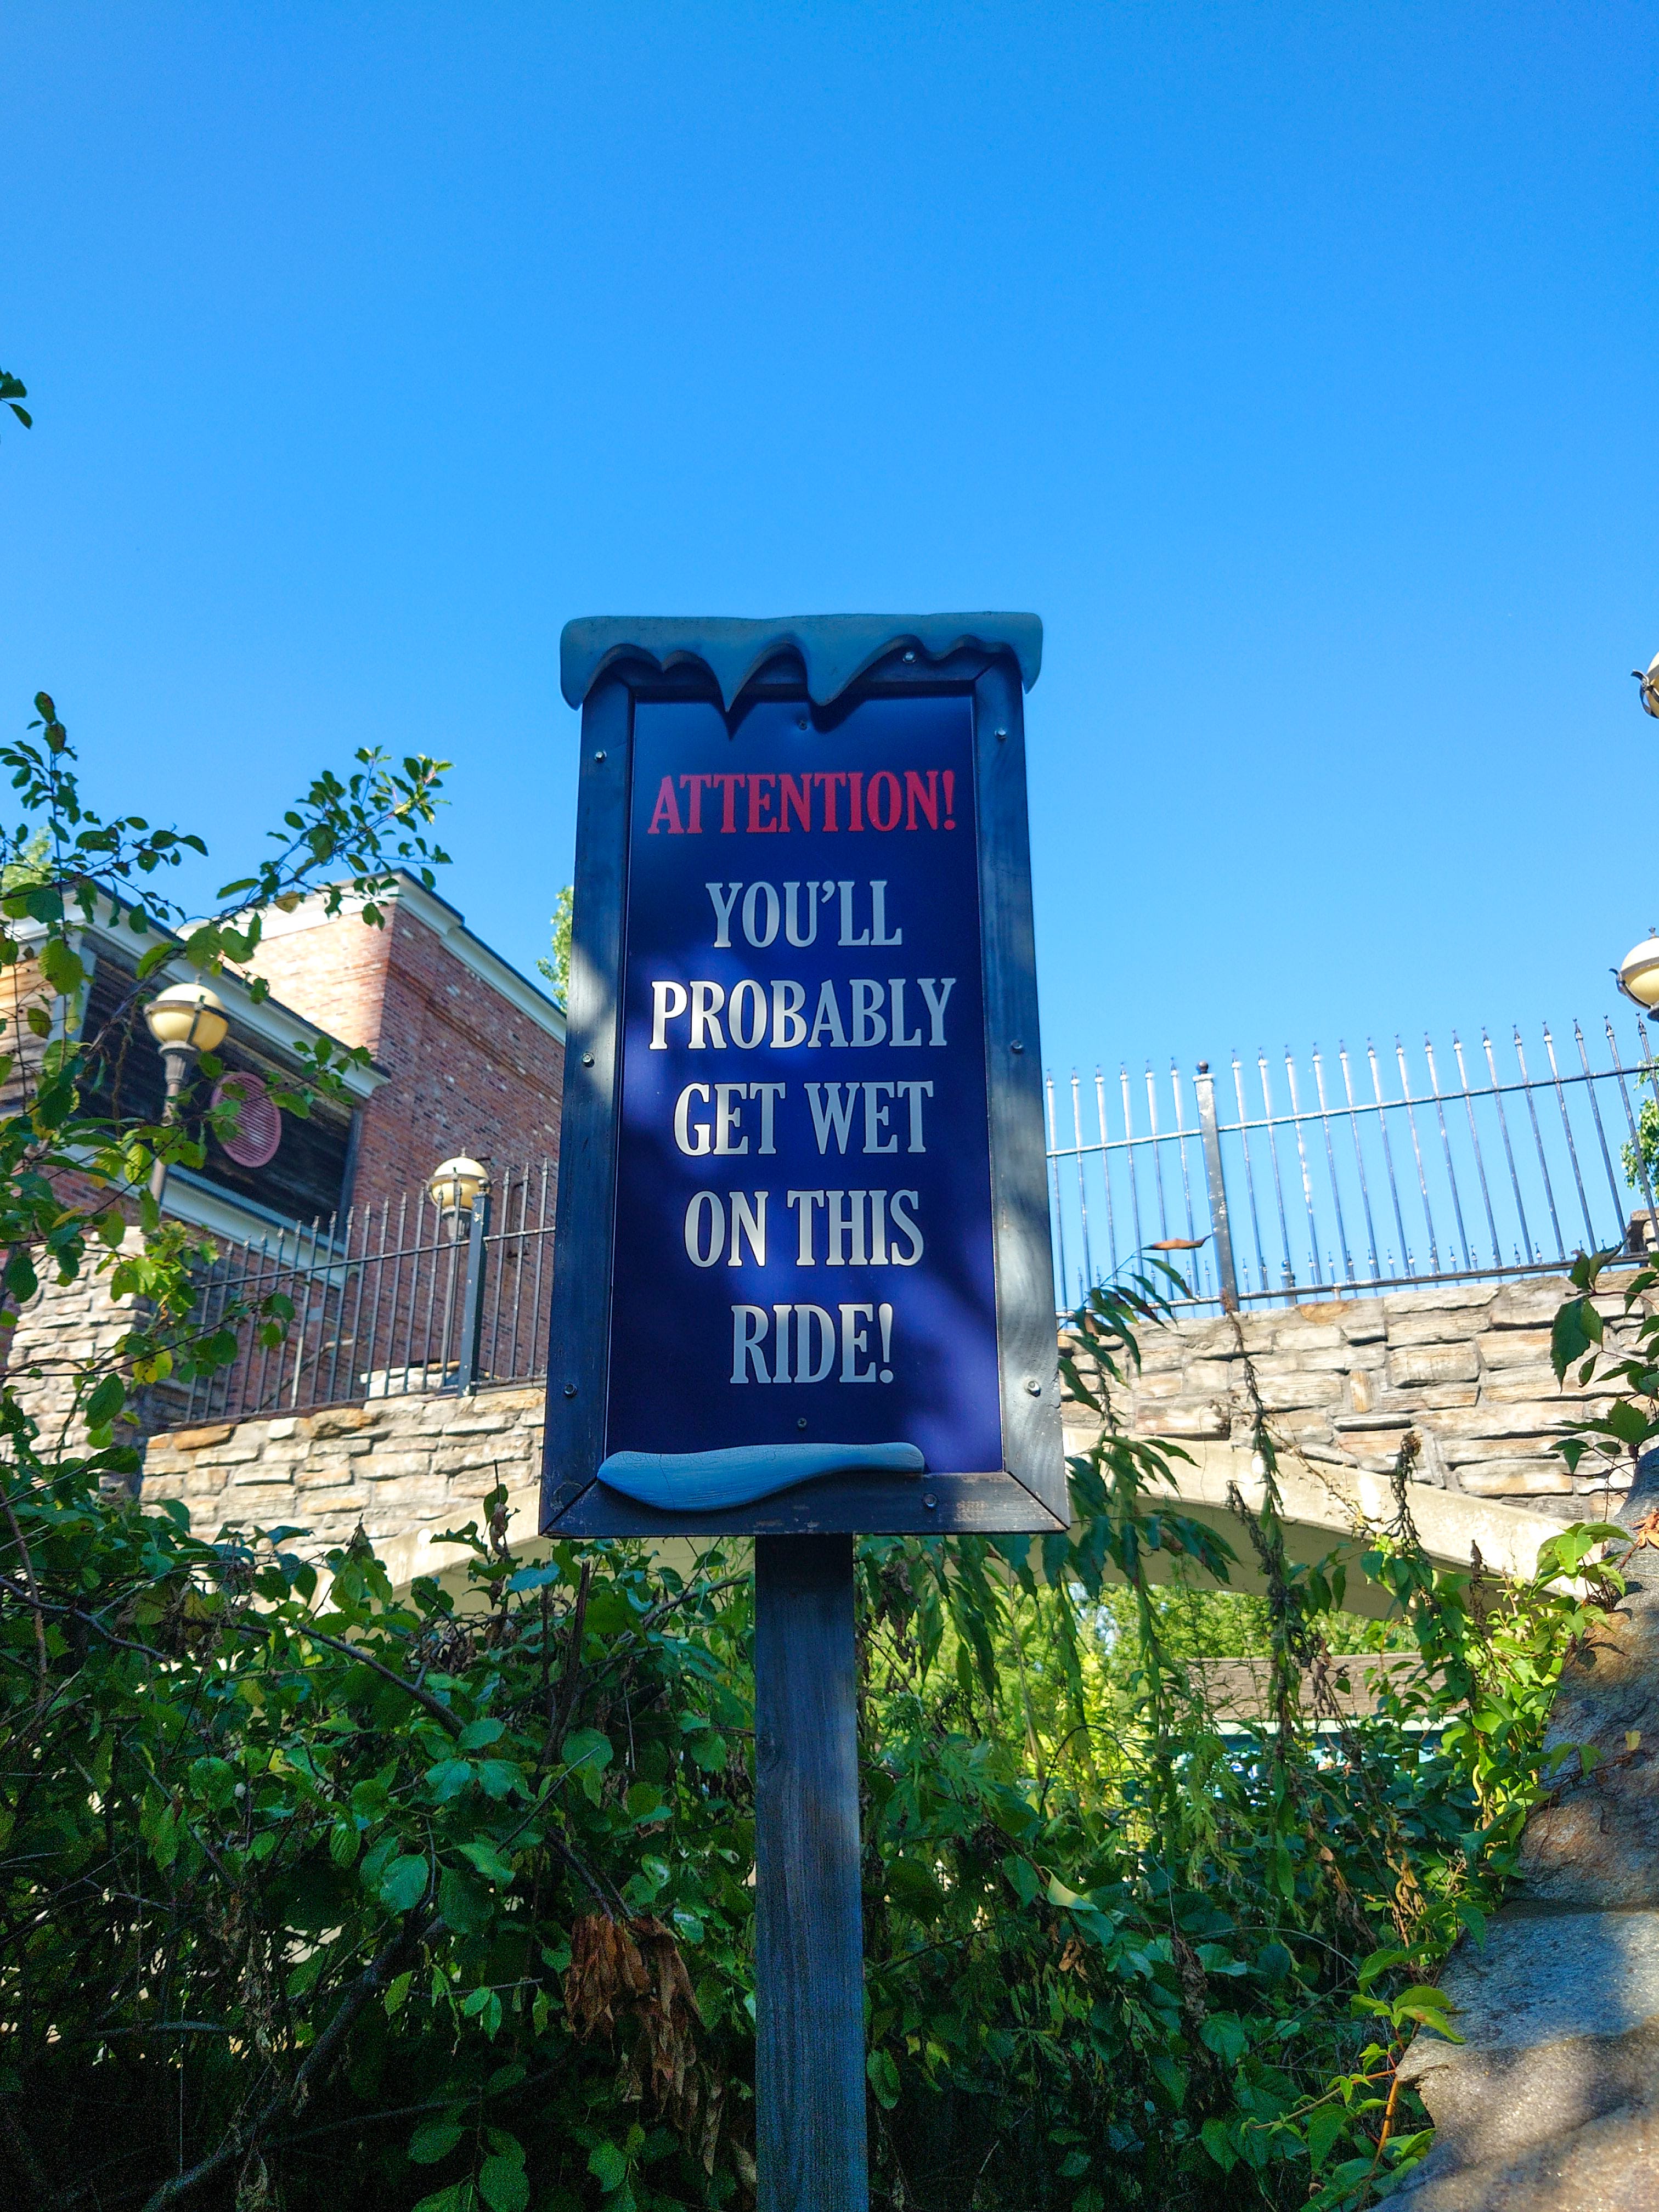 ATTENTION!
YOU'LL
PROBABLY
GET WET
ON THIS
RIDE!